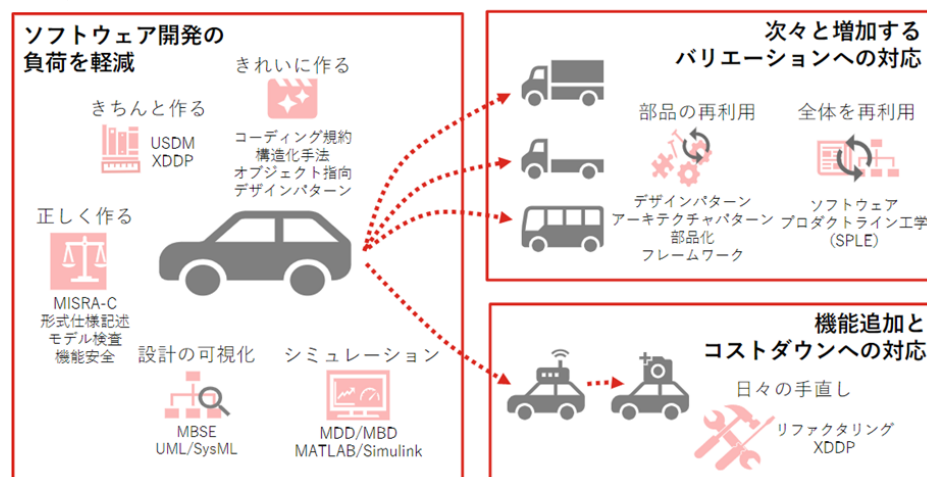 ソフトウェア開発の
負荷を軽減
きれいに作る
コーディング規約
構造化手法
オブジェクト指向
デザインパターン
きちんと作る
USDM
XDDP
正しく作る
MISRA-C
形式仕様記述
モデル検査
機能安全
設計の可視化
MBSE
UML/SysML
シミュレーション
MDD/MBD
MATLAB/Simulink
次々と増加する
バリエーションへの対応
部品の再利用
デザインパターン
アーキテクチャパターン
部品化
フレームワーク
全体を再利用
ソフトウェア
プロダクトライン工学
(SPLE)
機能追加と
コストダウンへの対応
日々の手直し
リファクタリング
XDDP